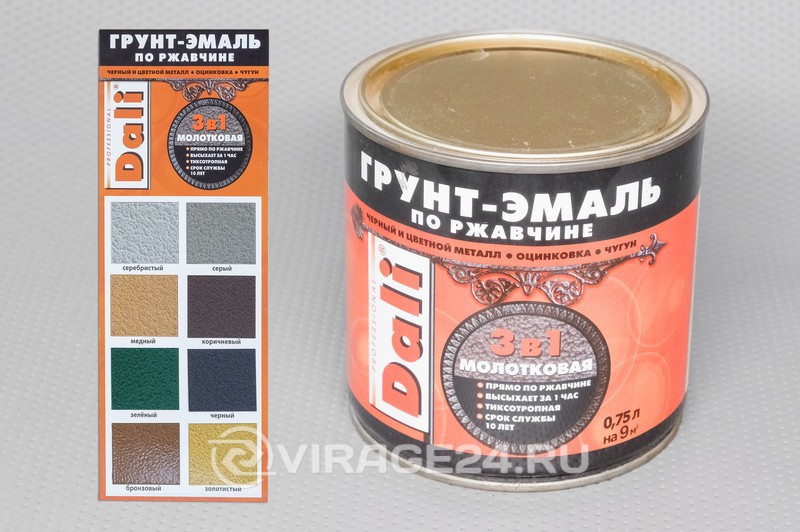 ГРУНТ-ЭМАЛЬ
ПО РЖАВЧИНЕ
ЧЕРНЫЙ И ЦВЕТНОЙ МЕТАЛЛ • ОЦИНКОВКА • ЧУГУН
PROFESSIONAL
Dali®
3в1
МОЛОТКОВАЯ
• ПРЯМО ПО РЖАВЧИНЕ
• ВЫСЫХАЕТ ЗА 1 ЧАС
• ТИКСОТРОПНАЯ
• СРОК СЛУЖБЫ
10 ЛЕТ
серебристый
серый
медный
коричневый
зелёный
черный
бронзовый
золотистый
ГРУНТ-ЭМАЛЬ
ПО РЖАВЧИНЕ
ЧЕРНЫЙ И ЦВЕТНОЙ МЕТАЛЛ • ОЦИНКОВКА • ЧУГУН
PROFESSIONAL
Dali®
3в1
МОЛОТКОВАЯ
• ПРЯМО ПО РЖАВЧИНЕ
• ВЫСЫХАЕТ ЗА 1 ЧАС
• ТИКСОТРОПНАЯ
• СРОК СЛУЖБЫ
10 ЛЕТ
0,75 л
на 9 м²
VIRAGE24.RU